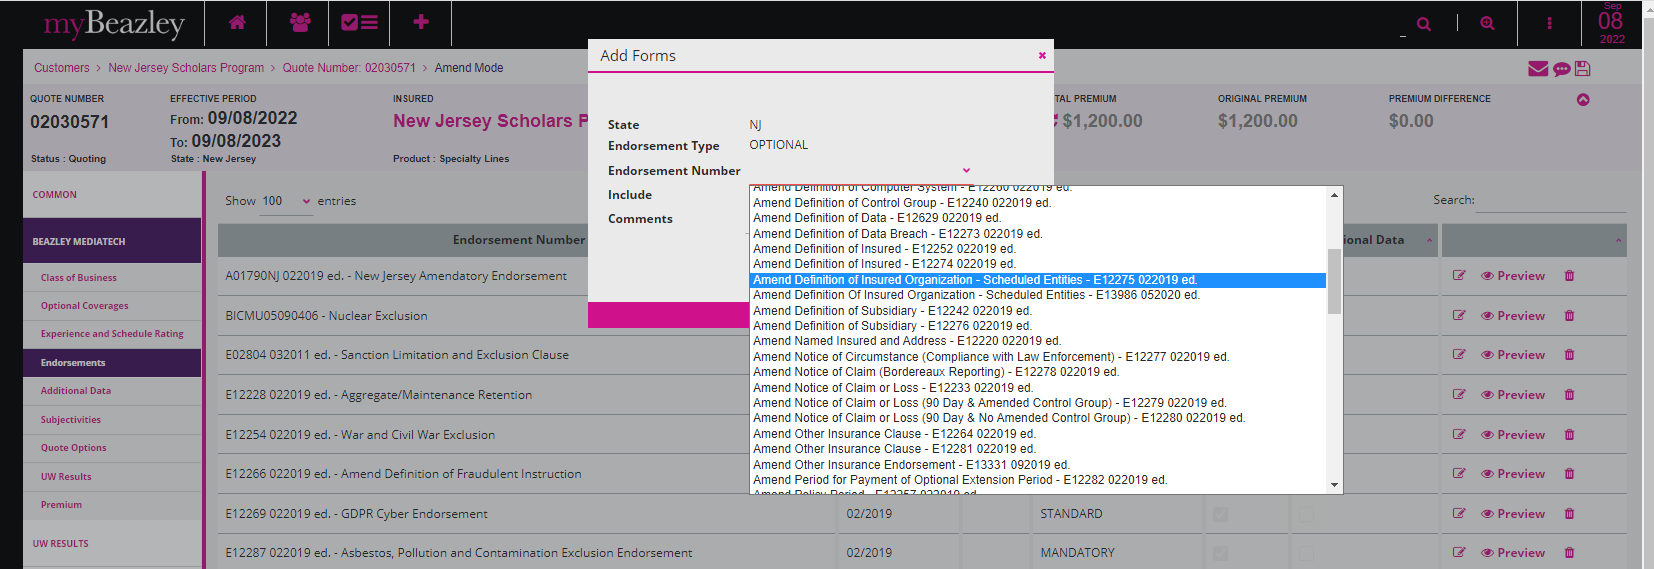 myBeazley
Sep
08
2022
Add Forms
Customers > New Jersey Scholars Program > Quote Number: 02030571 > Amend Mode
QUOTE NUMBER
02030571
Status : Quoting
EFFECTIVE PERIOD
From: 09/08/2022
To: 09/08/2023
State : New Jersey
INSURED
New Jersey Scholars P
Product : Specialty Lines
TAL PREMIUM
$1,200.00
ORIGINAL PREMIUM
$1,200.00
PREMIUM DIFFERENCE
$0.00
State NJ
Endorsement Type OPTIONAL
Endorsement Number
Include
Comments
COMMON
BEAZLEY MEDIATECH
Class of Business
Optional Coverages
Experience and Schedule Rating
Endorsements
Additional Data
Subjectivities
Quote Options
UW Results
Premium
UW RESULTS
Show 100 entries
Search:
Endorsement Number
ional Data
Amend Definition of Computer System - E12260 022019 ed.
Amend Definition of Control Group - E12240 022019 ed.
Amend Definition of Data - E12629 022019 ed.
Amend Definition of Data Breach - E12273 022019 ed.
Amend Definition of Insured - E12252 022019 ed.
Amend Definition of Insured - E12274 022019 ed.
Amend Definition of Insured Organization - Scheduled Entities - E12275 022019 ed.
Amend Definition Of Insured Organization - Scheduled Entities - E13986 052020 ed.
Amend Definition of Subsidiary - E12242 022019 ed.
Amend Definition of Subsidiary - E12276 022019 ed.
Amend Named Insured and Address - E12220 022019 ed.
Amend Notice of Circumstance (Compliance with Law Enforcement) - E12277 022019 ed.
Amend Notice of Claim (Bordereaux Reporting) - E12278 022019 ed.
Amend Notice of Claim or Loss - E12233 022019 ed.
Amend Notice of Claim or Loss (90 Day & Amended Control Group) - E12279 022019 ed.
Amend Notice of Claim or Loss (90 Day & No Amended Control Group) - E12280 022019 ed.
Amend Other Insurance Clause - E12264 022019 ed.
Amend Other Insurance Clause - E12281 022019 ed.
Amend Other Insurance Endorsement - E13331 092019 ed.
Amend Period for Payment of Optional Extension Period - E12282 022019 ed.
Amend Policy Period - E12257 022019 ed.
A01790NJ 022019 ed. - New Jersey Amendatory Endorsement Preview
BICMU05090406 - Nuclear Exclusion Preview
E02804 032011 ed. - Sanction Limitation and Exclusion Clause Preview
E12228 022019 ed. - Aggregate/Maintenance Retention Preview
E12254 022019 ed. - War and Civil War Exclusion Preview
E12266 022019 ed. - Amend Definition of Fraudulent Instruction Preview
E12269 022019 ed. - GDPR Cyber Endorsement 02/2019 STANDARD Preview
E12287 022019 ed. - Asbestos, Pollution and Contamination Exclusion Endorsement 02/2019 MANDATORY Preview